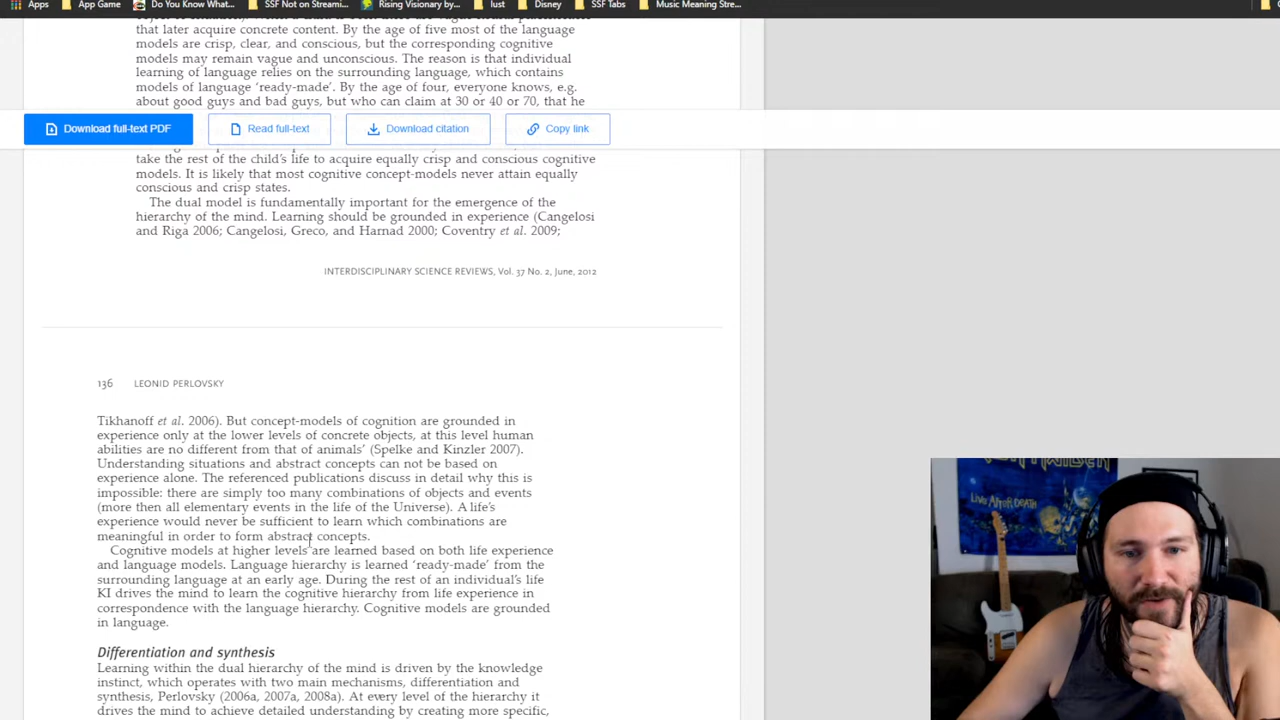 Apps
App Game
Do You Know What...
SSF Not on Streami...
Rising Visionary by...
lust
Disney
SSF Tabs
Music Meaning Stre...
that later acquire concrete content. By the age of five most of the language
models are crisp, clear, and conscious, but the corresponding cognitive
models may remain vague and unconscious. The reason is that individual
learning of language relies on the surrounding language, which contains
models of language ‘ready-made’. By the age of four, everyone knows, e.g.
about good guys and bad guys, but who can claim at 30 or 40 or 70, that he
Download full-text PDF
Read full-text
Download citation
Copy link
take the rest of the child’s life to acquire equally crisp and conscious cognitive
models. It is likely that most cognitive concept-models never attain equally
conscious and crisp states.
The dual model is fundamentally important for the emergence of the
hierarchy of the mind. Learning should be grounded in experience (Cangelosi
and Riga 2006; Cangelosi, Greco, and Harnad 2000; Coventry et al. 2009;
INTERDISCIPLINARY SCIENCE REVIEWS, Vol. 37 No. 2, June, 2012
136 LEONID PERLOVSKY
Tikhanoff et al. 2006). But concept-models of cognition are grounded in
experience only at the lower levels of concrete objects, at this level human
abilities are no different from that of animals’ (Spelke and Kinzler 2007).
Understanding situations and abstract concepts can not be based on
experience alone. The referenced publications discuss in detail why this is
impossible: there are simply too many combinations of objects and events
(more then all elementary events in the life of the Universe). A life’s
experience would never be sufficient to learn which combinations are
meaningful in order to form abstract concepts.
Cognitive models at higher levels are learned based on both life experience
and language models. Language hierarchy is learned ‘ready-made’ from the
surrounding language at an early age. During the rest of an individual’s life
KI drives the mind to learn the cognitive hierarchy from life experience in
correspondence with the language hierarchy. Cognitive models are grounded
in language.
Differentiation and synthesis
Learning within the dual hierarchy of the mind is driven by the knowledge
instinct, which operates with two main mechanisms, differentiation and
synthesis, Perlovsky (2006a, 2007a, 2008a). At every level of the hierarchy it
drives the mind to achieve detailed understanding by creating more specific,
LIVE AFTER DEATH